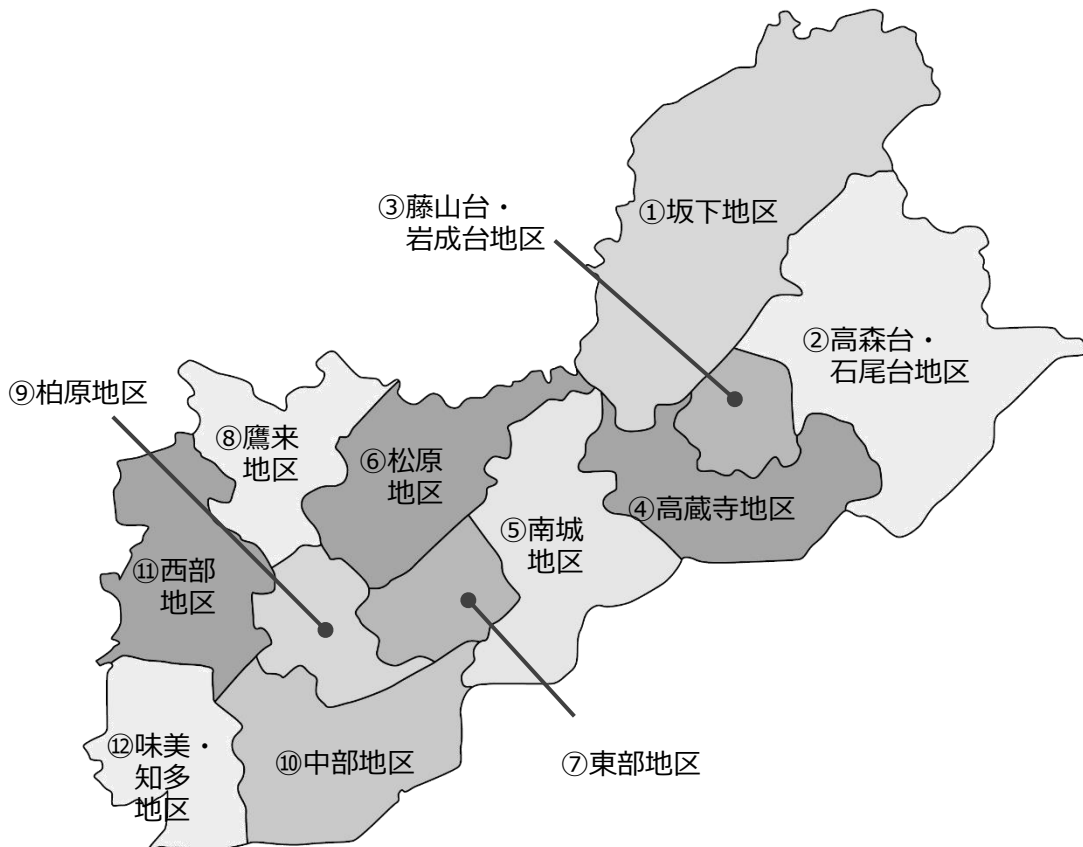 ①坂下地区
③藤山台・
岩成台地区
②高森台・
石尾台地区
⑨柏原地区
⑧鷹来
地区
⑥松原
地区
④高蔵寺地区
⑤南城
地区
⑪西部
地区
⑫味美・
知多
地区
⑩中部地区
⑦東部地区